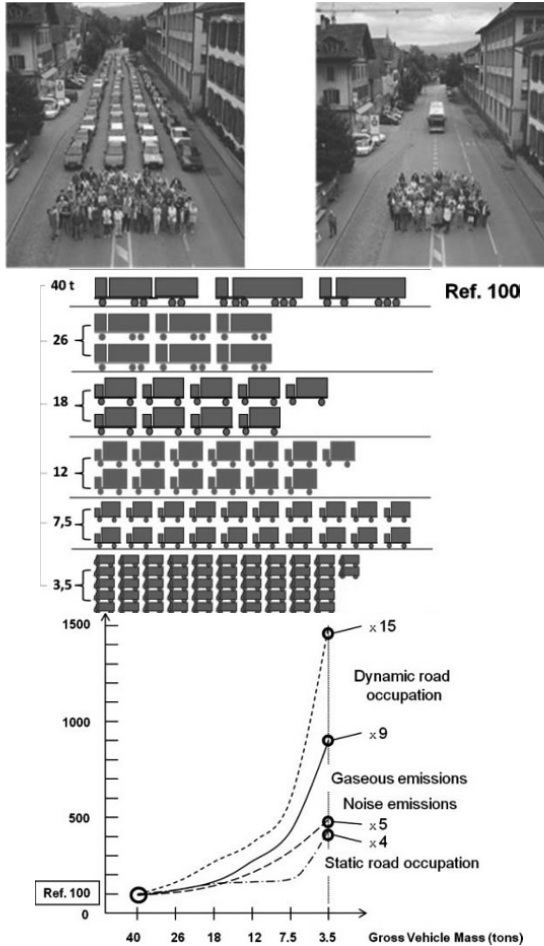 40 t
Ref. 100
26
18
12
7,5
3,5
1500
x 15
Dynamic road
occupation
1000
x 9
Gaseous emissions
Noise emissions
500
x 5
x 4
Static road occupation
Ref. 100
0
40 26 18 12 7.5 3.5 Gross Vehicle Mass (tons)